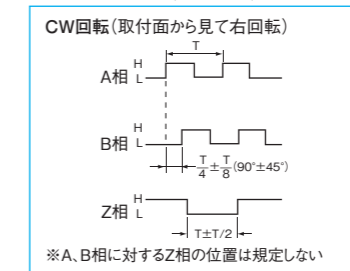 CW回転(取付面から見て右回転)
T
A相 H L
B相 H L
T/4±T/8(90°±45°)
Z相 H L
T±T/2
※A、B相に対するZ相の位置は規定しない